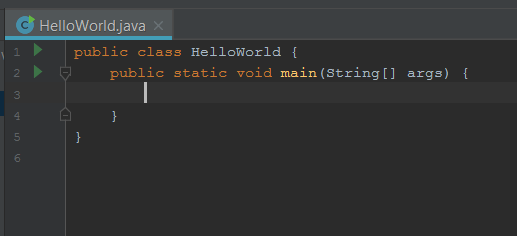 HelloWorld.java
1 public class HelloWorld {
2 public static void main(String[] args) {
3
4 }
5 }
6